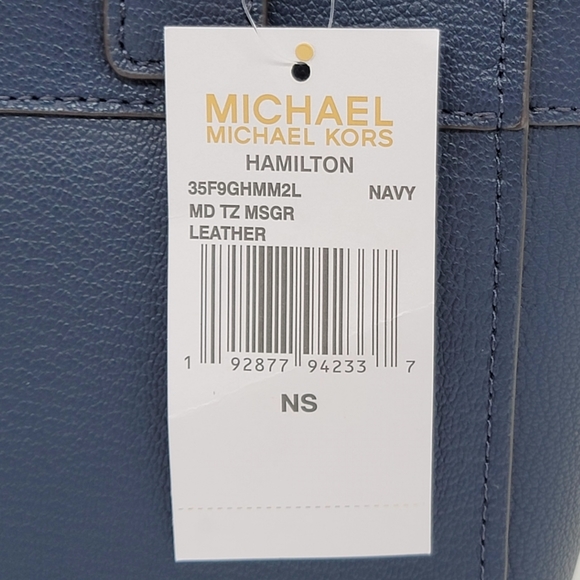 MICHAEL
MICHAEL KORS
HAMILTON
35F9GHMM2L NAVY
MD TZ MSGR
LEATHER
1 92877 94233 7
NS